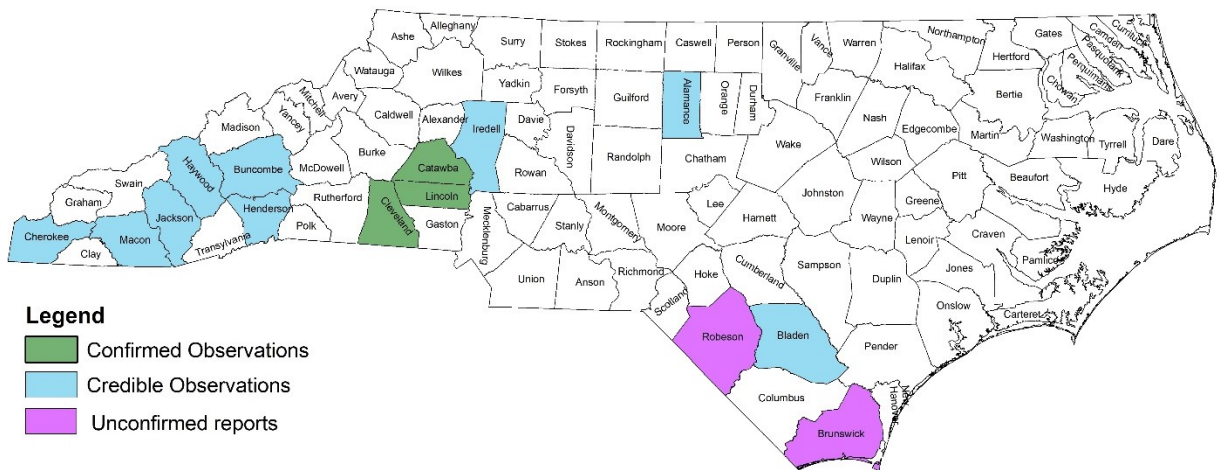 Ashe
Alleghany
Surry
Stokes
Rockingham
Caswell
Person
Granville
Vance
Warren
Northampton
Hertford
Gates
Camden
Currituck
Pasquotank
Perquimans
Chowan
Watauga
Wilkes
Yadkin
Forsyth
Guilford
Alamance
Orange
Durham
Franklin
Halifax
Nash
Bertie
Edgecombe
Martin
Washington
Tyrrell
Dare
Mitchell
Avery
Yancey
Madison
Caldwell
Alexander
Iredell
Davie
Davidson
Randolph
Chatham
Wake
Wilson
Pitt
Beaufort
Hyde
Burke
McDowell
Buncombe
Haywood
Catawba
Rowan
Johnston
Greene
Swain
Graham
Jackson
Henderson
Rutherford
Lincoln
Cleveland
Gaston
Cabarrus
Mecklenburg
Stanly
Montgomery
Moore
Lee
Harnett
Wayne
Lenoir
Craven
Pamlico
Cherokee
Macon
Clay
Transylvania
Polk
Union
Anson
Richmond
Scotland
Hoke
Cumberland
Sampson
Duplin
Jones
Onslow
Carteret
Robeson
Bladen
Pender
Columbus
New
Hanover
Brunswick
Legend
Confirmed Observations
Credible Observations
Unconfirmed reports